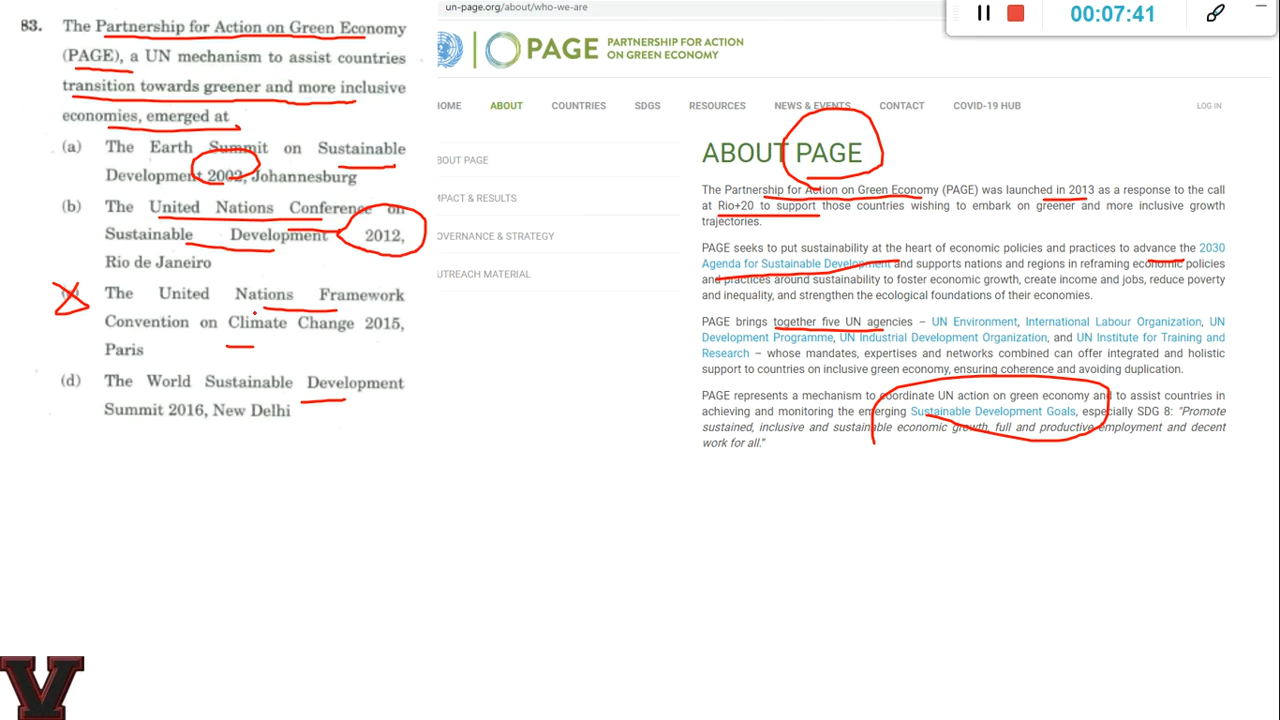 83. The Partnership for Action on Green Economy
(PAGE), a UN mechanism to assist countries
transition towards greener and more inclusive
economies, emerged at
(a) The Earth Summit on Sustainable
Development 2002, Johannesburg
(b) The United Nations Conference on
Sustainable Development 2012,
Rio de Janeiro
The United Nations Framework
Convention on Climate Change 2015,
Paris
(d) The World Sustainable Development
Summit 2016, New Delhi
un-page.org/about/who-we-are
00:07:41
PAGE PARTNERSHIP FOR ACTION
ON GREEN ECONOMY
HOME ABOUT COUNTRIES SDGS RESOURCES NEWS & EVENTS CONTACT COVID-19 HUB LOG IN
BOUT PAGE
MPACT & RESULTS
OVERNANCE & STRATEGY
UTREACH MATERIAL
ABOUT PAGE
The Partnership for Action on Green Economy (PAGE) was launched in 2013 as a response to the call
at Rio+20 to support those countries wishing to embark on greener and more inclusive growth
trajectories.
PAGE seeks to put sustainability at the heart of economic policies and practices to advance the 2030
Agenda for Sustainable Development and supports nations and regions in reframing economic policies
and practices around sustainability to foster economic growth, create income and jobs, reduce poverty
and inequality, and strengthen the ecological foundations of their economies.
PAGE brings together five UN agencies – UN Environment, International Labour Organization, UN
Development Programme, UN Industrial Development Organization, and UN Institute for Training and
Research – whose mandates, expertises and networks combined can offer integrated and holistic
support to countries on inclusive green economy, ensuring coherence and avoiding duplication.
PAGE represents a mechanism to coordinate UN action on green economy and to assist countries in
achieving and monitoring the emerging Sustainable Development Goals, especially SDG 8: "Promote
sustained, inclusive and sustainable economic growth, full and productive employment and decent
work for all."
V